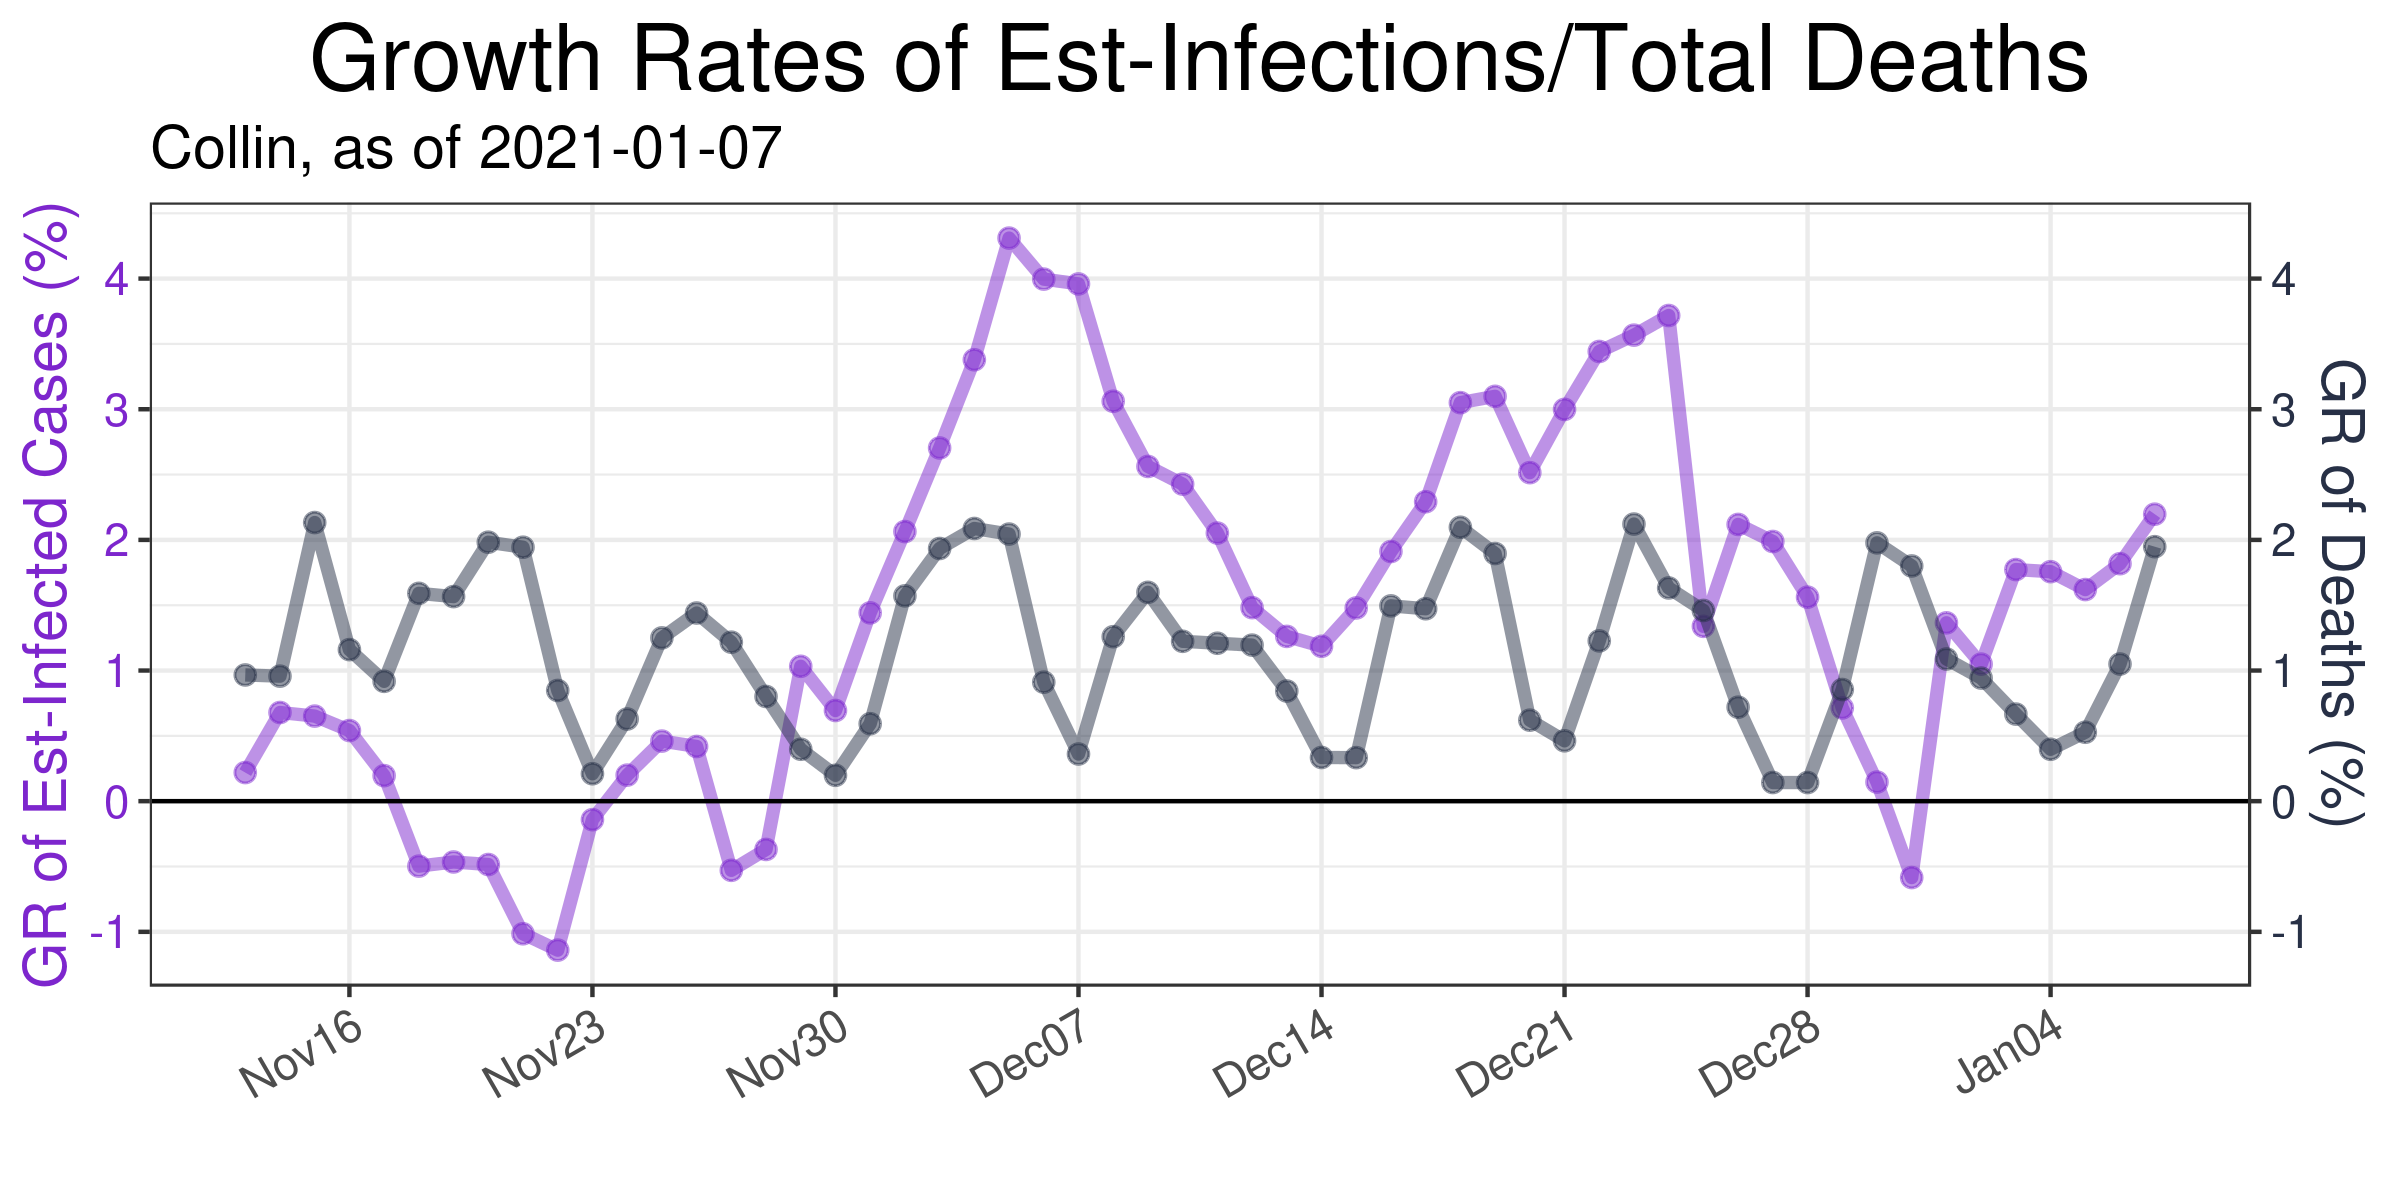 Growth Rates of Est-Infections/Total Deaths
Collin, as of 2021-01-07
GR of Est-Infected Cases (%)
4
3
2
1
0
-1
4
3
2
1
0
-1
GR of Deaths (%)
Nov16
Nov23
Nov30
Dec07
Dec14
Dec21
Dec28
Jan04